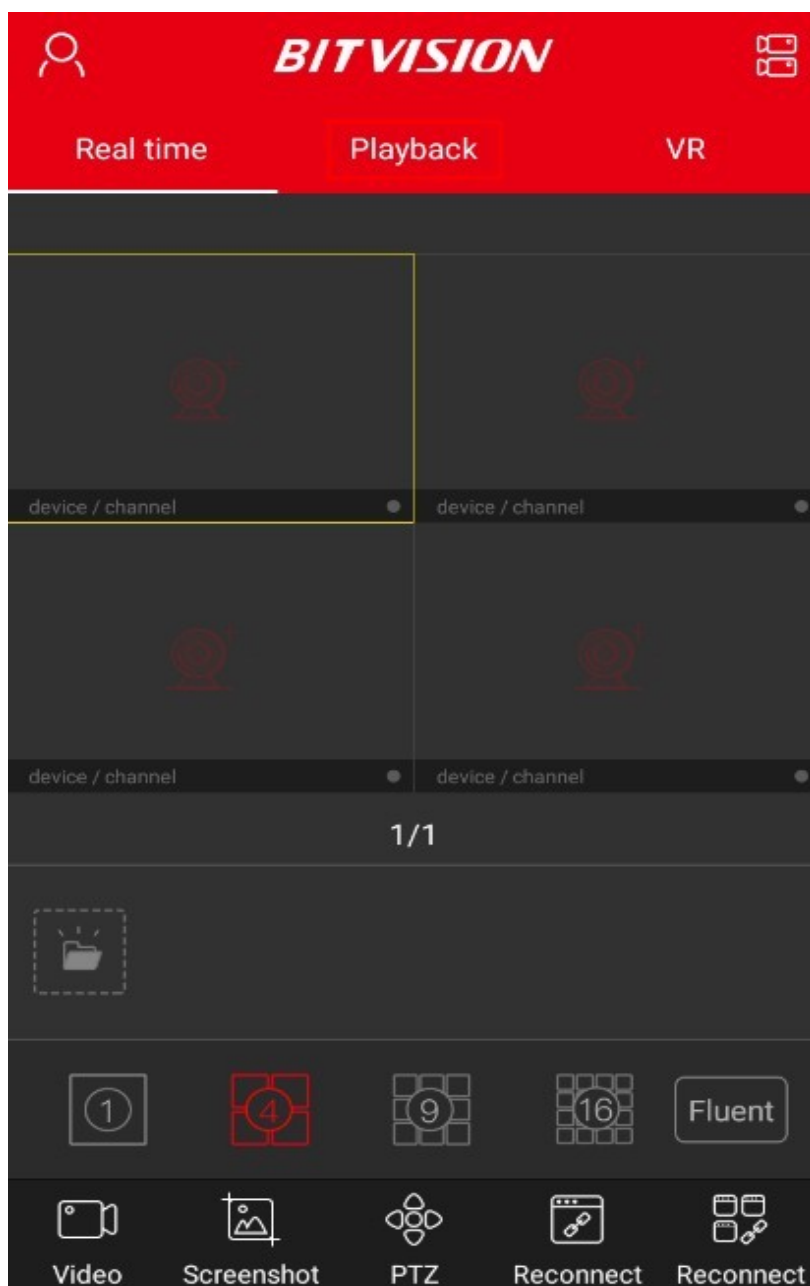 BITVISION
Real time Playback VR
device / channel device / channel
device / channel device / channel
1/1
1 4 9 16 Fluent
Video Screenshot PTZ Reconnect Reconnect